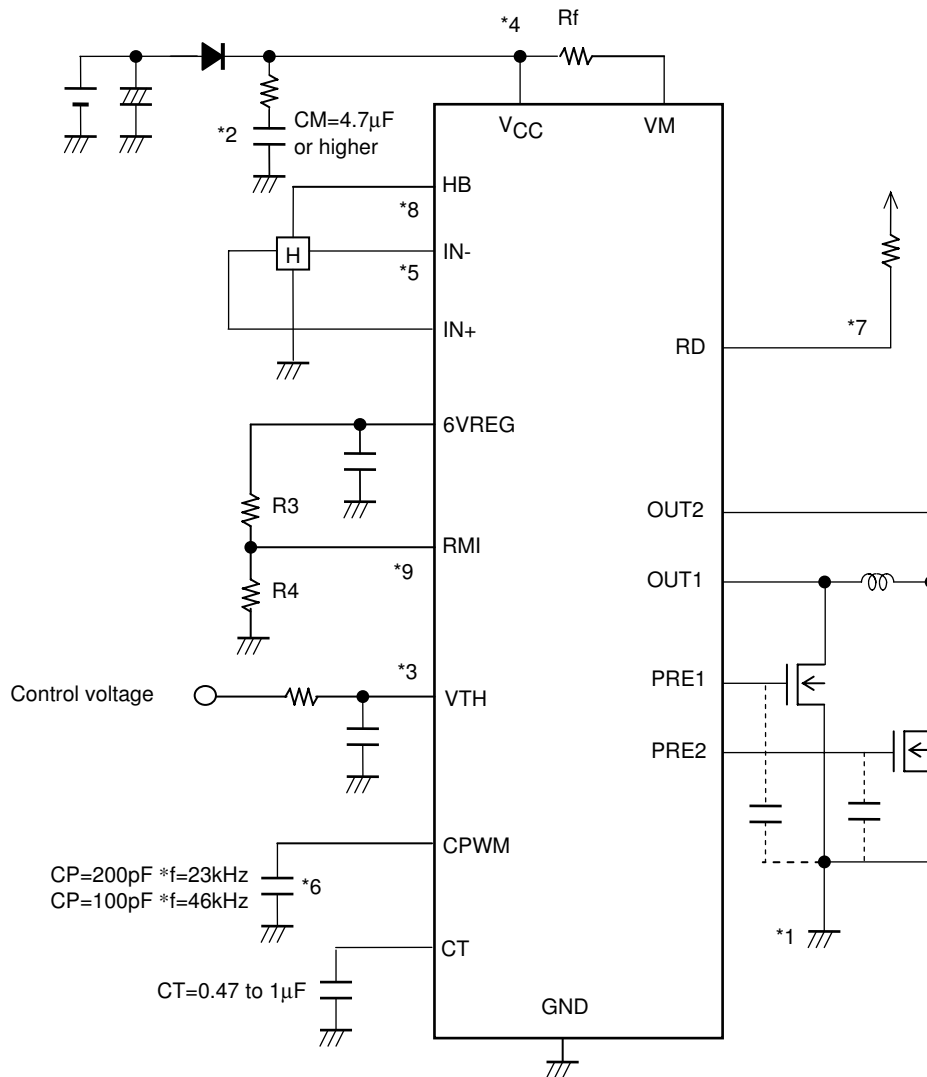 *4
Rf
*2
CM=4.7μF
or higher
VCC
VM
HB
*8
H
IN-
*5
IN+
RD
*7
6VREG
R3
RMI
*9
R4
OUT2
OUT1
Control voltage
*3
VTH
PRE1
PRE2
CPWM
CP=200pF *f=23kHz
CP=100pF *f=46kHz
*6
CT
CT=0.47 to 1μF
*1
GND